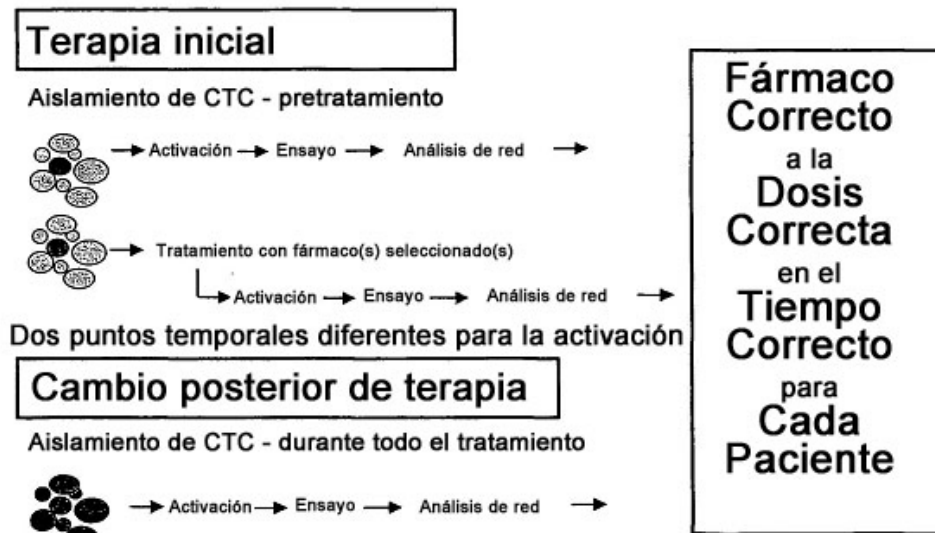 Terapia inicial
Aislamiento de CTC - pretratamiento
Activación Ensayo Análisis de red
Tratamiento con fármaco(s) seleccionado(s)
Activación Ensayo Análisis de red
Dos puntos temporales diferentes para la activación
Cambio posterior de terapia
Aislamiento de CTC - durante todo el tratamiento
Activación Ensayo Análisis de red
Fármaco
Correcto
a la
Dosis
Correcta
en el
Tiempo
Correcto
para
Cada
Paciente